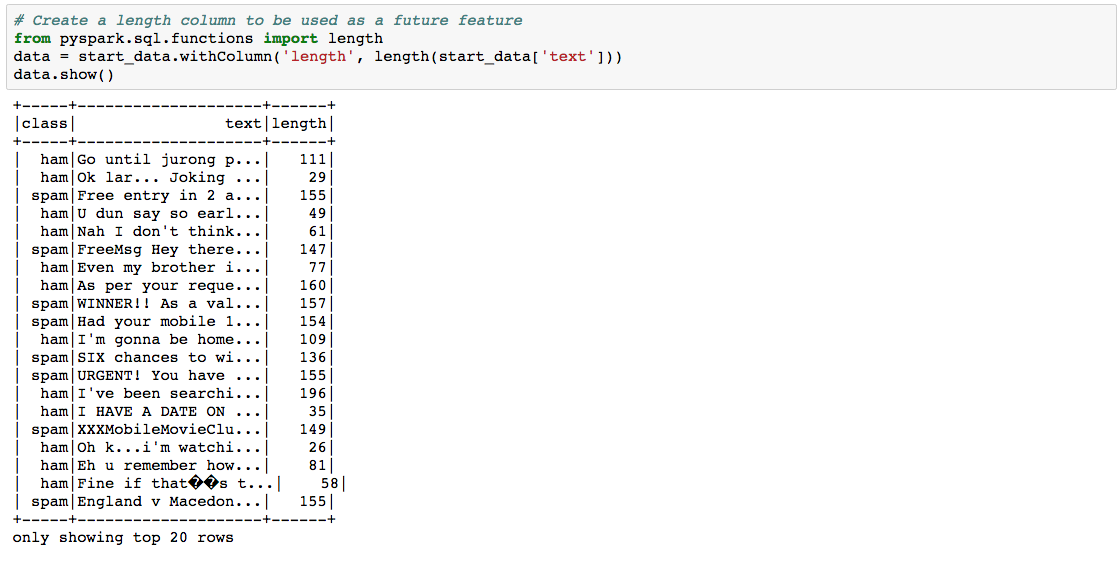 # Create a length column to be used as a future feature
from pyspark.sql.functions import length
data = start_data.withColumn('length', length(start_data['text']))
data.show()
+-----+--------------------+------+
|class|                text|length|
+-----+--------------------+------+
|  ham|Go until jurong p...|   111|
|  ham|Ok lar... Joking ...|    29|
| spam|Free entry in 2 a...|   155|
|  ham|U dun say so earl...|    49|
|  ham|Nah I don't think...|    61|
| spam|FreeMsg Hey there...|   147|
|  ham|Even my brother i...|    77|
|  ham|As per your reque...|   160|
| spam|WINNER!! As a val...|   157|
| spam|Had your mobile 1...|   154|
|  ham|I'm gonna be home...|   109|
| spam|SIX chances to wi...|   136|
| spam|URGENT! You have ...|   155|
|  ham|I've been searchi...|   196|
|  ham|I HAVE A DATE ON ...|    35|
| spam|XXXMobileMovieClu...|   149|
|  ham|Oh k...i'm watchi...|    26|
|  ham|Eh u remember how...|    81|
|  ham|Fine if that��s t...|    58|
| spam|England v Macedon...|   155|
+-----+--------------------+------+
only showing top 20 rows